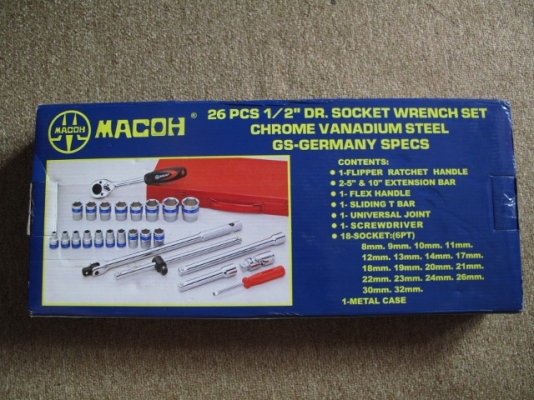 MACOH
MACOH ®
26 PCS 1/2" DR. SOCKET WRENCH SET
CHROME VANADIUM STEEL
GS-GERMANY SPECS
CONTENTS:
● 1-FLIPPER RATCHET HANDLE
● 2-5" & 10" EXTENSION BAR
● 1- FLEX HANDLE
● 1- SLIDING T BAR
● 1- UNIVERSAL JOINT
● 1- SCREWDRIVER
● 18-SOCKET:(6PT)
8mm. 9mm. 10mm. 11mm.
12mm. 13mm. 14mm. 17mm.
18mm. 19mm. 20mm. 21mm.
22mm. 23mm. 24mm. 26mm.
30mm. 32mm.
1-METAL CASE